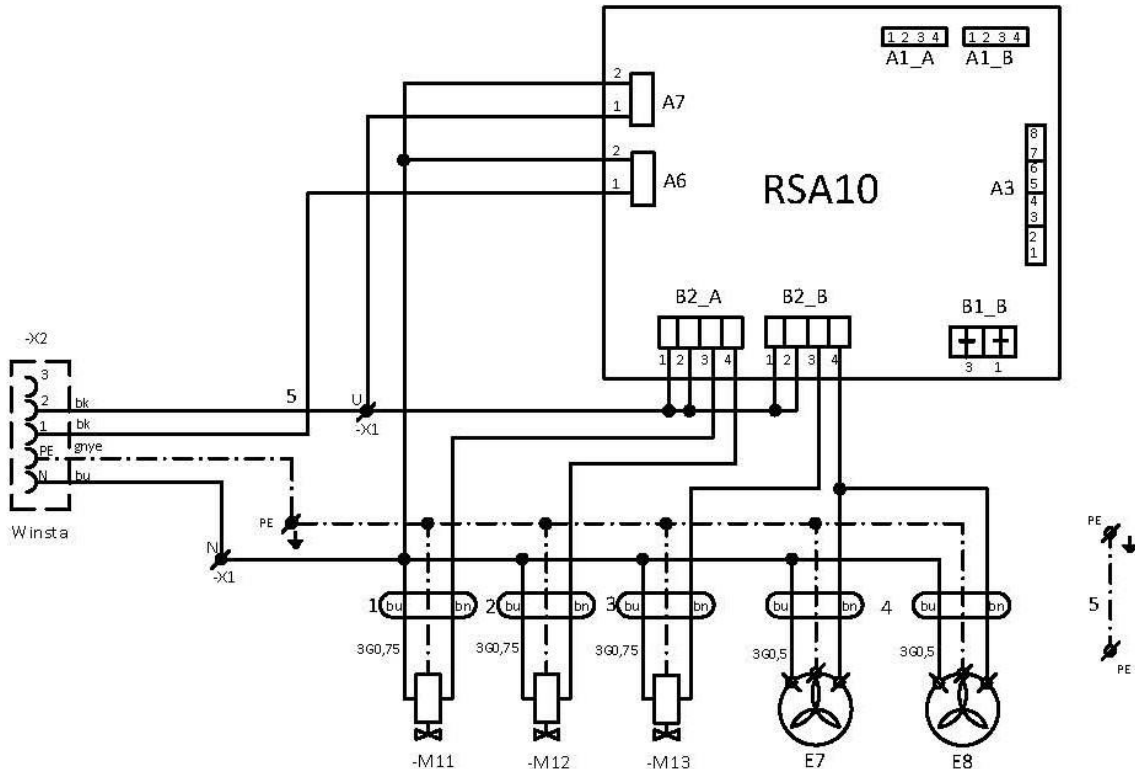 1 2 3 4
1 2 3 4
A1_A
A1_B
2
A7
1
2
A6
1
RSA10
8
7
6
5
4
3
2
1
A3
B2_A
B2_B
B1_B
1 2 3 4
1 2 3 4
3 1
-X2
3
2 bk
5
U
-X1
1 bk
PE gnye
N bu
Winsta
PE
N
-X1
PE
5
PE
1 bu bn
2 bu bn
3 bu bn
bu bn
4
bu bn
3G0,75
3G0,75
3G0,75
3G0,5
3G0,5
-M11
-M12
-M13
E7
E8